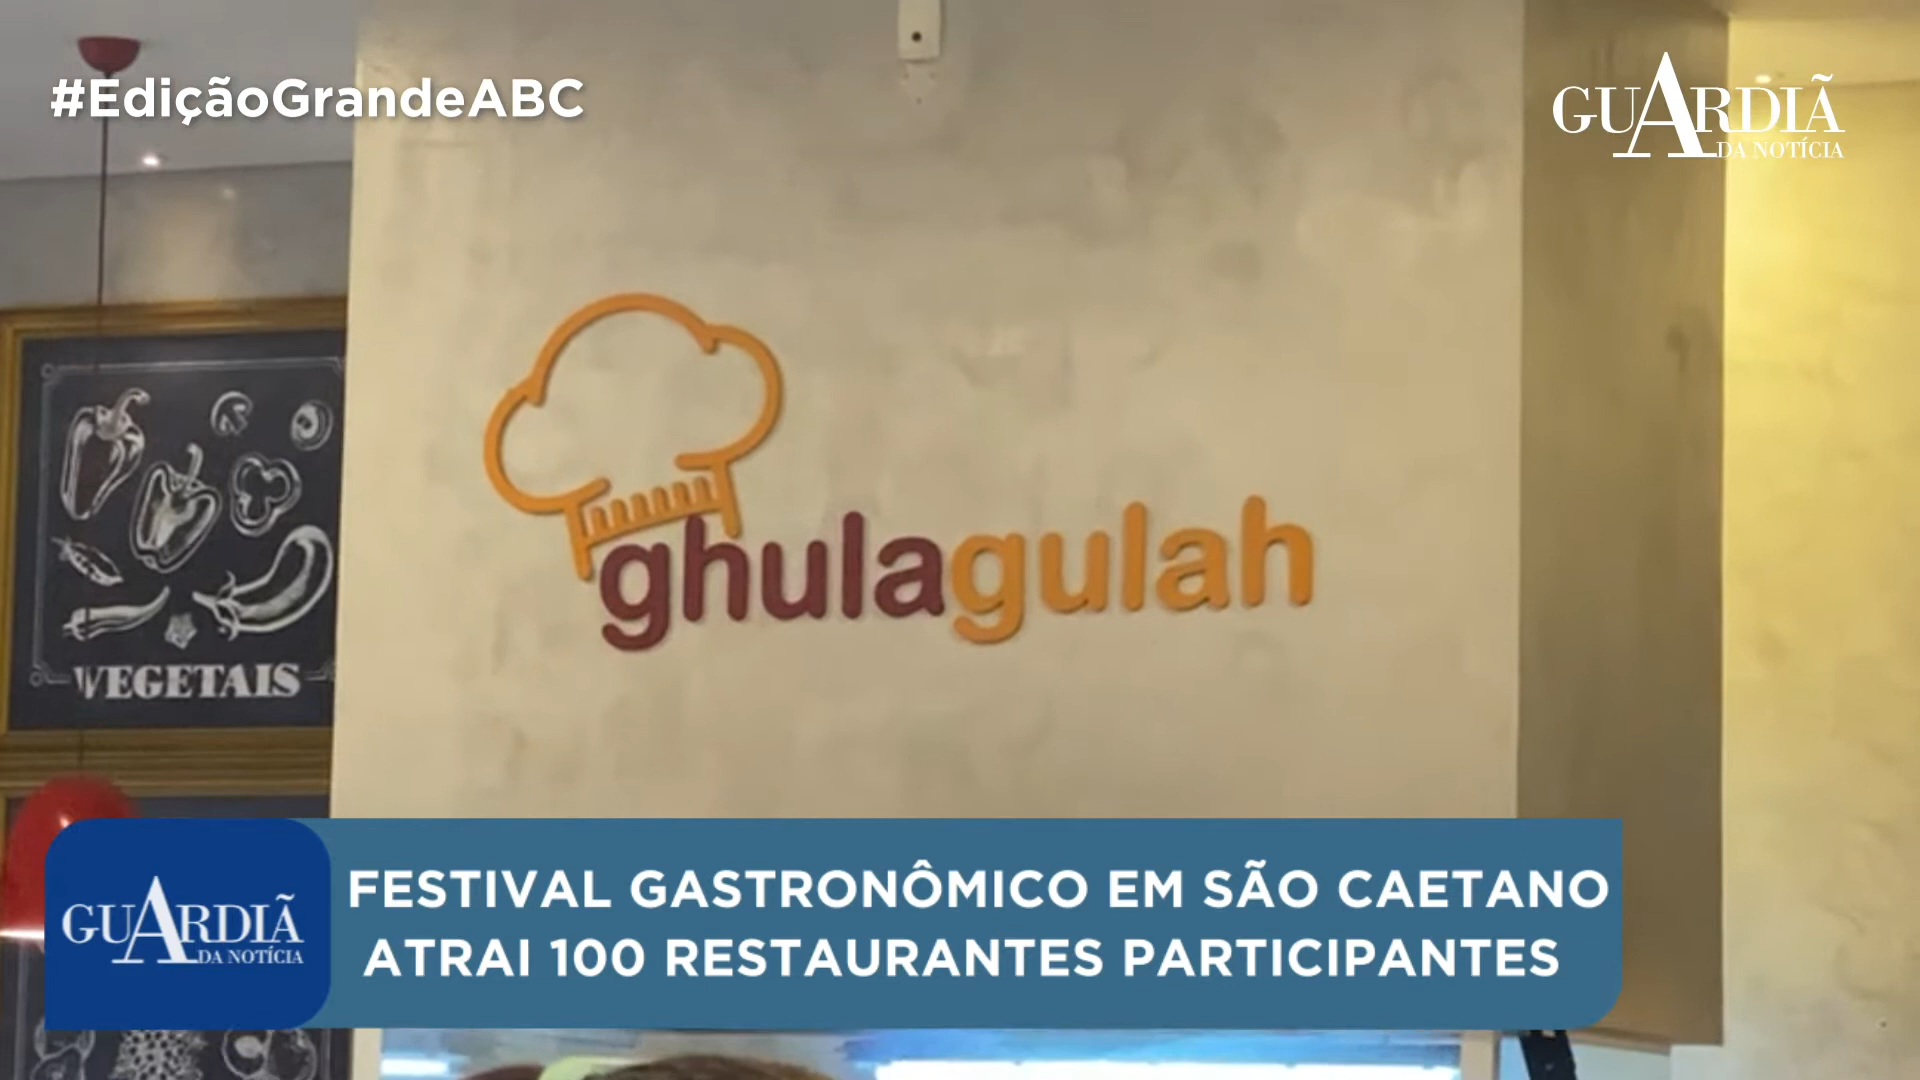 #EdiçãoGrandeABC
GUARDIÃ
DA NOTÍCIA
ghulagulah
VEGETAIS
GUARDIÃ
DA NOTÍCIA
FESTIVAL GASTRONÔMICO EM SÃO CAETANO
ATRAI 100 RESTAURANTES PARTICIPANTES